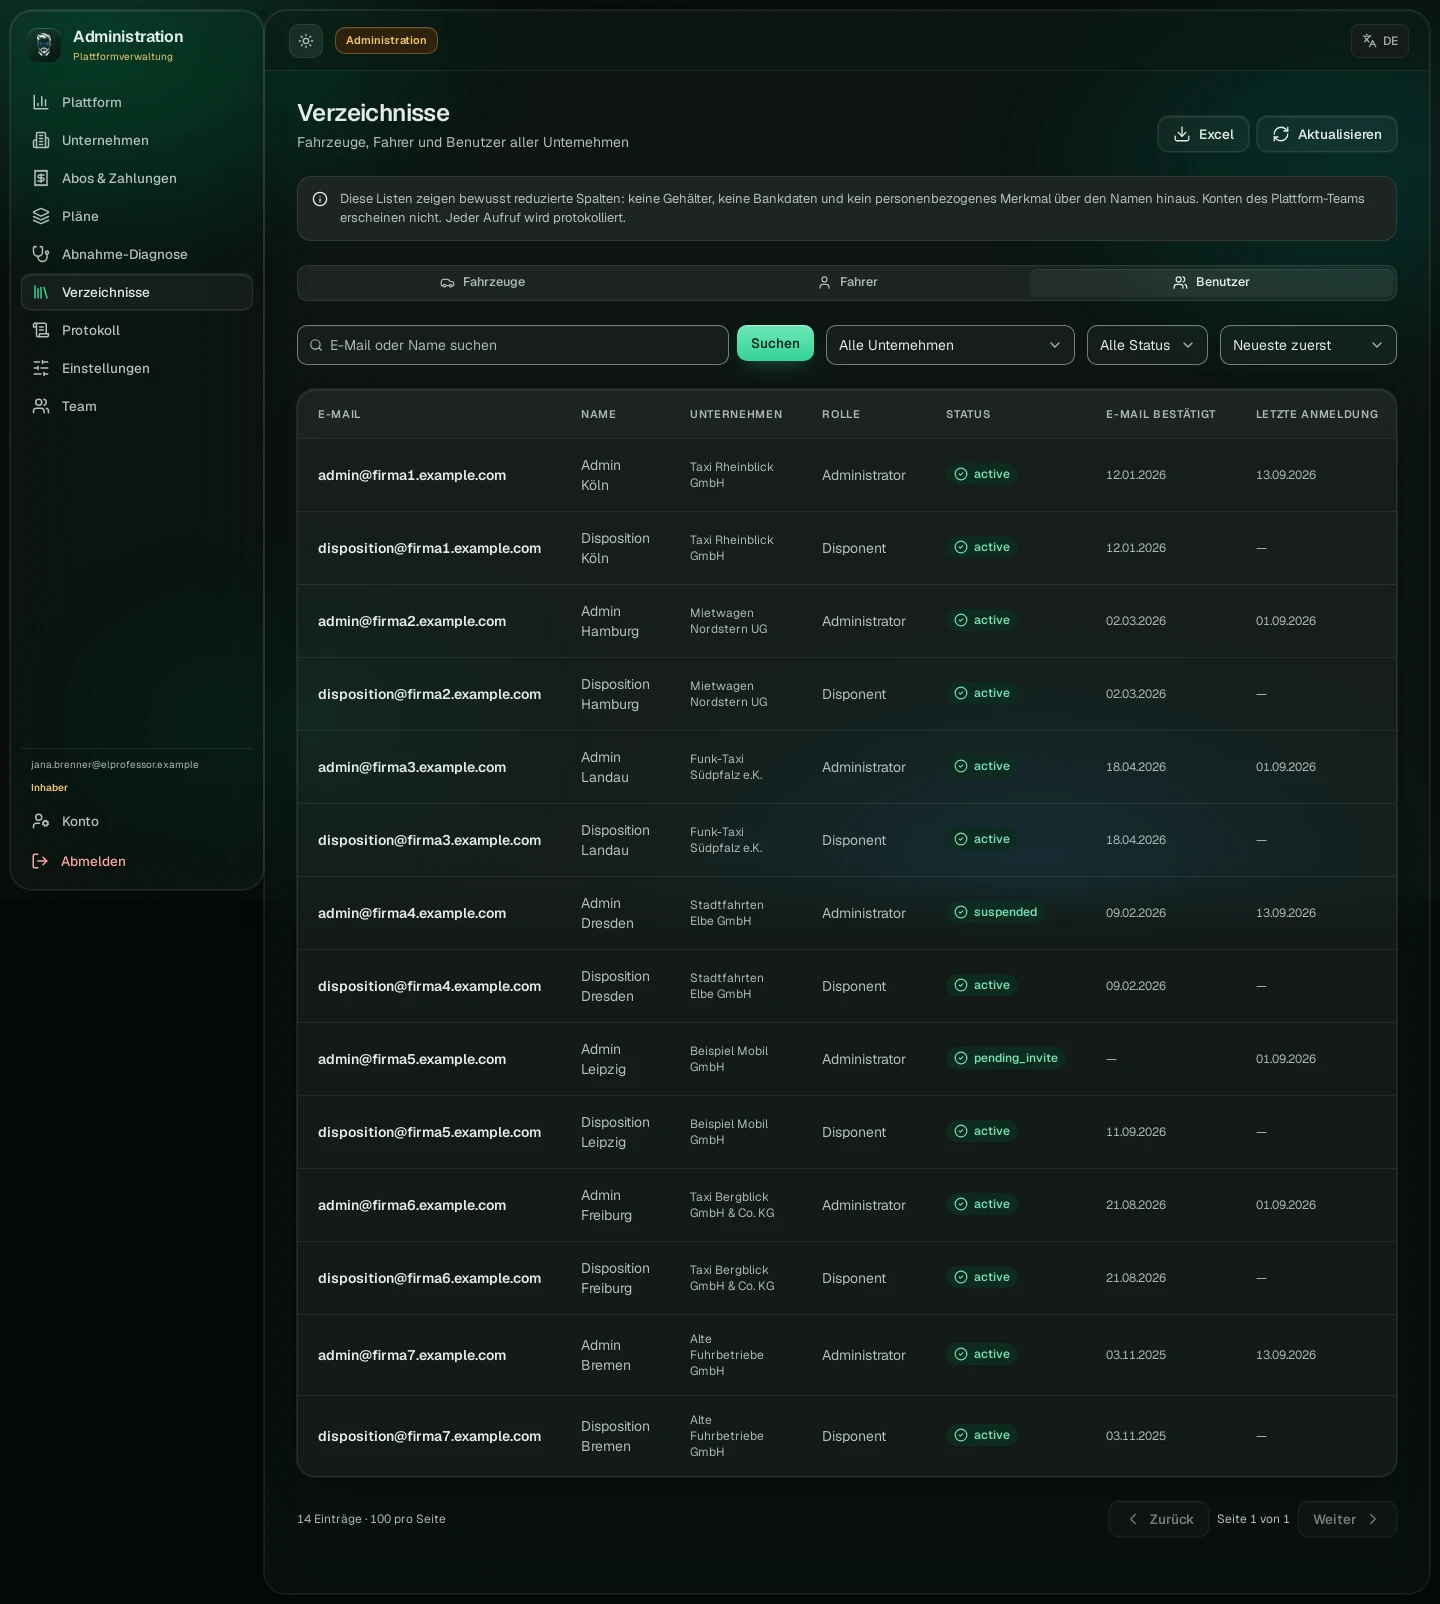 Administration
Plattformverwaltung
Plattform
Unternehmen
Abos & Zahlungen
Pläne
Abnahme-Diagnose
Verzeichnisse
Protokoll
Einstellungen
Team
jana.brenner@elprofessor.example
Inhaber
Konto
Abmelden
Administration
DE
Verzeichnisse
Fahrzeuge, Fahrer und Benutzer aller Unternehmen
Excel
Aktualisieren
Diese Listen zeigen bewusst reduzierte Spalten: keine Gehälter, keine Bankdaten und kein personenbezogenes Merkmal über den Namen hinaus. Konten des Plattform-Teams
erscheinen nicht. Jeder Aufruf wird protokolliert.
Fahrzeuge
Fahrer
Benutzer
E-Mail oder Name suchen
Suchen
Alle Unternehmen
Alle Status
Neueste zuerst
E-MAIL NAME UNTERNEHMEN ROLLE STATUS E-MAIL BESTÄTIGT LETZTE ANMELDUNG
admin@firma1.example.com
Admin
Köln
Taxi Rheinblick
GmbH
Administrator
active
12.01.2026
13.09.2026
disposition@firma1.example.com
Disposition
Köln
Taxi Rheinblick
GmbH
Disponent
active
12.01.2026
—
admin@firma2.example.com
Admin
Hamburg
Mietwagen
Nordstern UG
Administrator
active
02.03.2026
01.09.2026
disposition@firma2.example.com
Disposition
Hamburg
Mietwagen
Nordstern UG
Disponent
active
02.03.2026
—
admin@firma3.example.com
Admin
Landau
Funk-Taxi
Südpfalz e.K.
Administrator
active
18.04.2026
01.09.2026
disposition@firma3.example.com
Disposition
Landau
Funk-Taxi
Südpfalz e.K.
Disponent
active
18.04.2026
—
admin@firma4.example.com
Admin
Dresden
Stadtfahrten
Elbe GmbH
Administrator
suspended
09.02.2026
13.09.2026
disposition@firma4.example.com
Disposition
Dresden
Stadtfahrten
Elbe GmbH
Disponent
active
09.02.2026
—
admin@firma5.example.com
Admin
Leipzig
Beispiel Mobil
GmbH
Administrator
pending_invite
—
01.09.2026
disposition@firma5.example.com
Disposition
Leipzig
Beispiel Mobil
GmbH
Disponent
active
11.09.2026
—
admin@firma6.example.com
Admin
Freiburg
Taxi Bergblick
GmbH & Co. KG
Administrator
active
21.08.2026
01.09.2026
disposition@firma6.example.com
Disposition
Freiburg
Taxi Bergblick
GmbH & Co. KG
Disponent
active
21.08.2026
—
admin@firma7.example.com
Admin
Bremen
Alte
Fuhrbetriebe
GmbH
Administrator
active
03.11.2025
13.09.2026
disposition@firma7.example.com
Disposition
Bremen
Alte
Fuhrbetriebe
GmbH
Disponent
active
03.11.2025
—
14 Einträge · 100 pro Seite
Zurück
Seite 1 von 1
Weiter